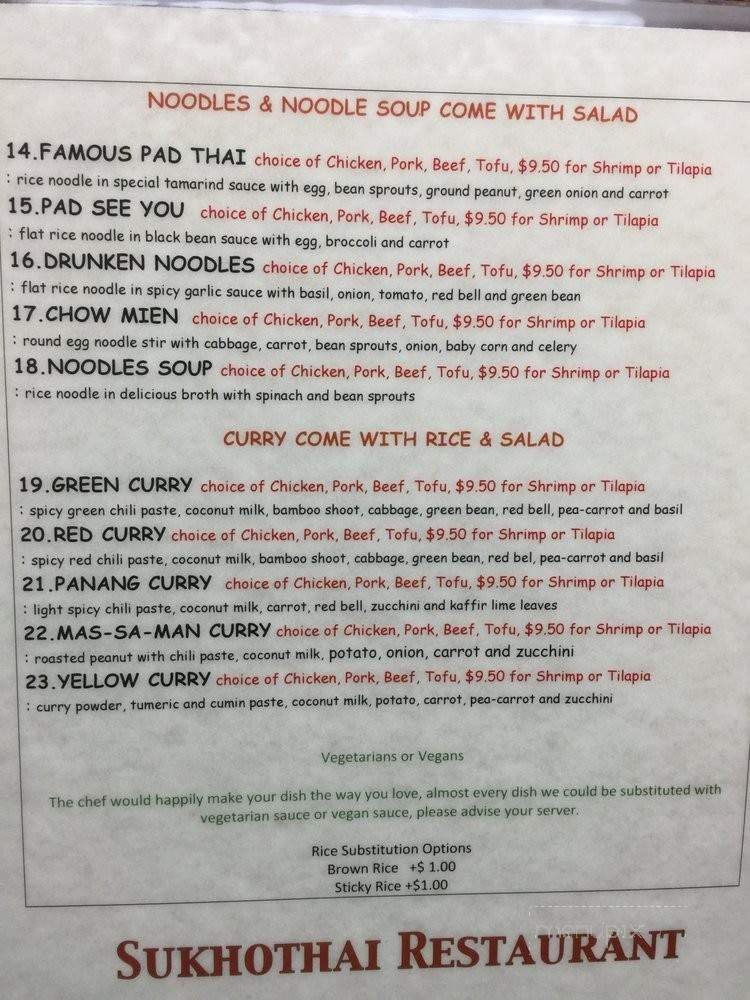 NOODLES & NOODLE SOUP COME WITH SALAD
14.FAMOUS PAD THAI choice of Chicken, Pork, Beef, Tofu, $9.50 for Shrimp or Tilapia
: rice noodle in special tamarind sauce with egg, bean sprouts, ground peanut, green onion and carrot
15.PAD SEE YOU choice of Chicken, Pork, Beef, Tofu, $9.50 for Shrimp or Tilapia
: flat rice noodle in black bean sauce with egg, broccoli and carrot
16.DRUNKEN NOODLES choice of Chicken, Pork, Beef, Tofu, $9.50 for Shrimp or Tilapia
: flat rice noodle in spicy garlic sauce with basil, onion, tomato, red bell and green bean
17.CHOW MIEN choice of Chicken, Pork, Beef, Tofu, $9.50 for Shrimp or Tilapia
: round egg noodle stir with cabbage, carrot, bean sprouts, onion, baby corn and celery
18.NOODLES SOUP choice of Chicken, Pork, Beef, Tofu, $9.50 for Shrimp or Tilapia
: rice noodle in delicious broth with spinach and bean sprouts
CURRY COME WITH RICE & SALAD
19.GREEN CURRY choice of Chicken, Pork, Beef, Tofu, $9.50 for Shrimp or Tilapia
: spicy green chili paste, coconut milk, bamboo shoot, cabbage, green bean, red bell, pea-carrot and basil
20.RED CURRY choice of Chicken, Pork, Beef, Tofu, $9.50 for Shrimp or Tilapia
: spicy red chili paste, coconut milk, bamboo shoot, cabbage, green bean, red bel, pea-carrot and basil
21.PANANG CURRY choice of Chicken, Pork, Beef, Tofu, $9.50 for Shrimp or Tilapia
: light spicy chili paste, coconut milk, carrot, red bell, zucchini and kaffir lime leaves
22.MAS-SA-MAN CURRY choice of Chicken, Pork, Beef, Tofu, $9.50 for Shrimp or Tilapia
: roasted peanut with chili paste, coconut milk, potato, onion, carrot and zucchini
23.YELLOW CURRY choice of Chicken, Pork, Beef, Tofu, $9.50 for Shrimp or Tilapia
: curry powder, tumeric and cumin paste, coconut milk, potato, carrot, pea-carrot and zucchini
Vegetarians or Vegans
The chef would happily make your dish the way you love, almost every dish we could be substituted with
vegetarian sauce or vegan sauce, please advise your server.
Rice Substitution Options
Brown Rice +$ 1.00
Sticky Rice +$1.00
menupix
SUKHOTHAI RESTAURANT